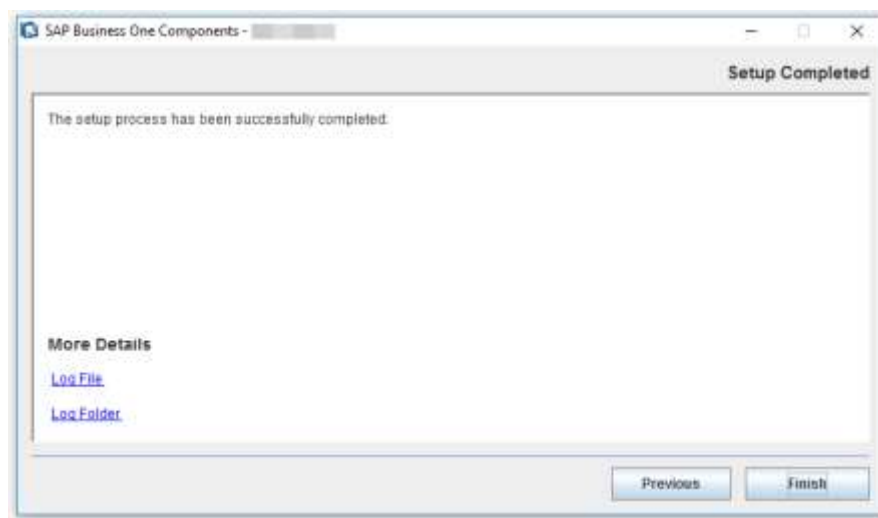 SAP Business One Components -
Setup Completed
The setup process has been successfully completed.
More Details
Log File
Log Folder
Previous
Finish